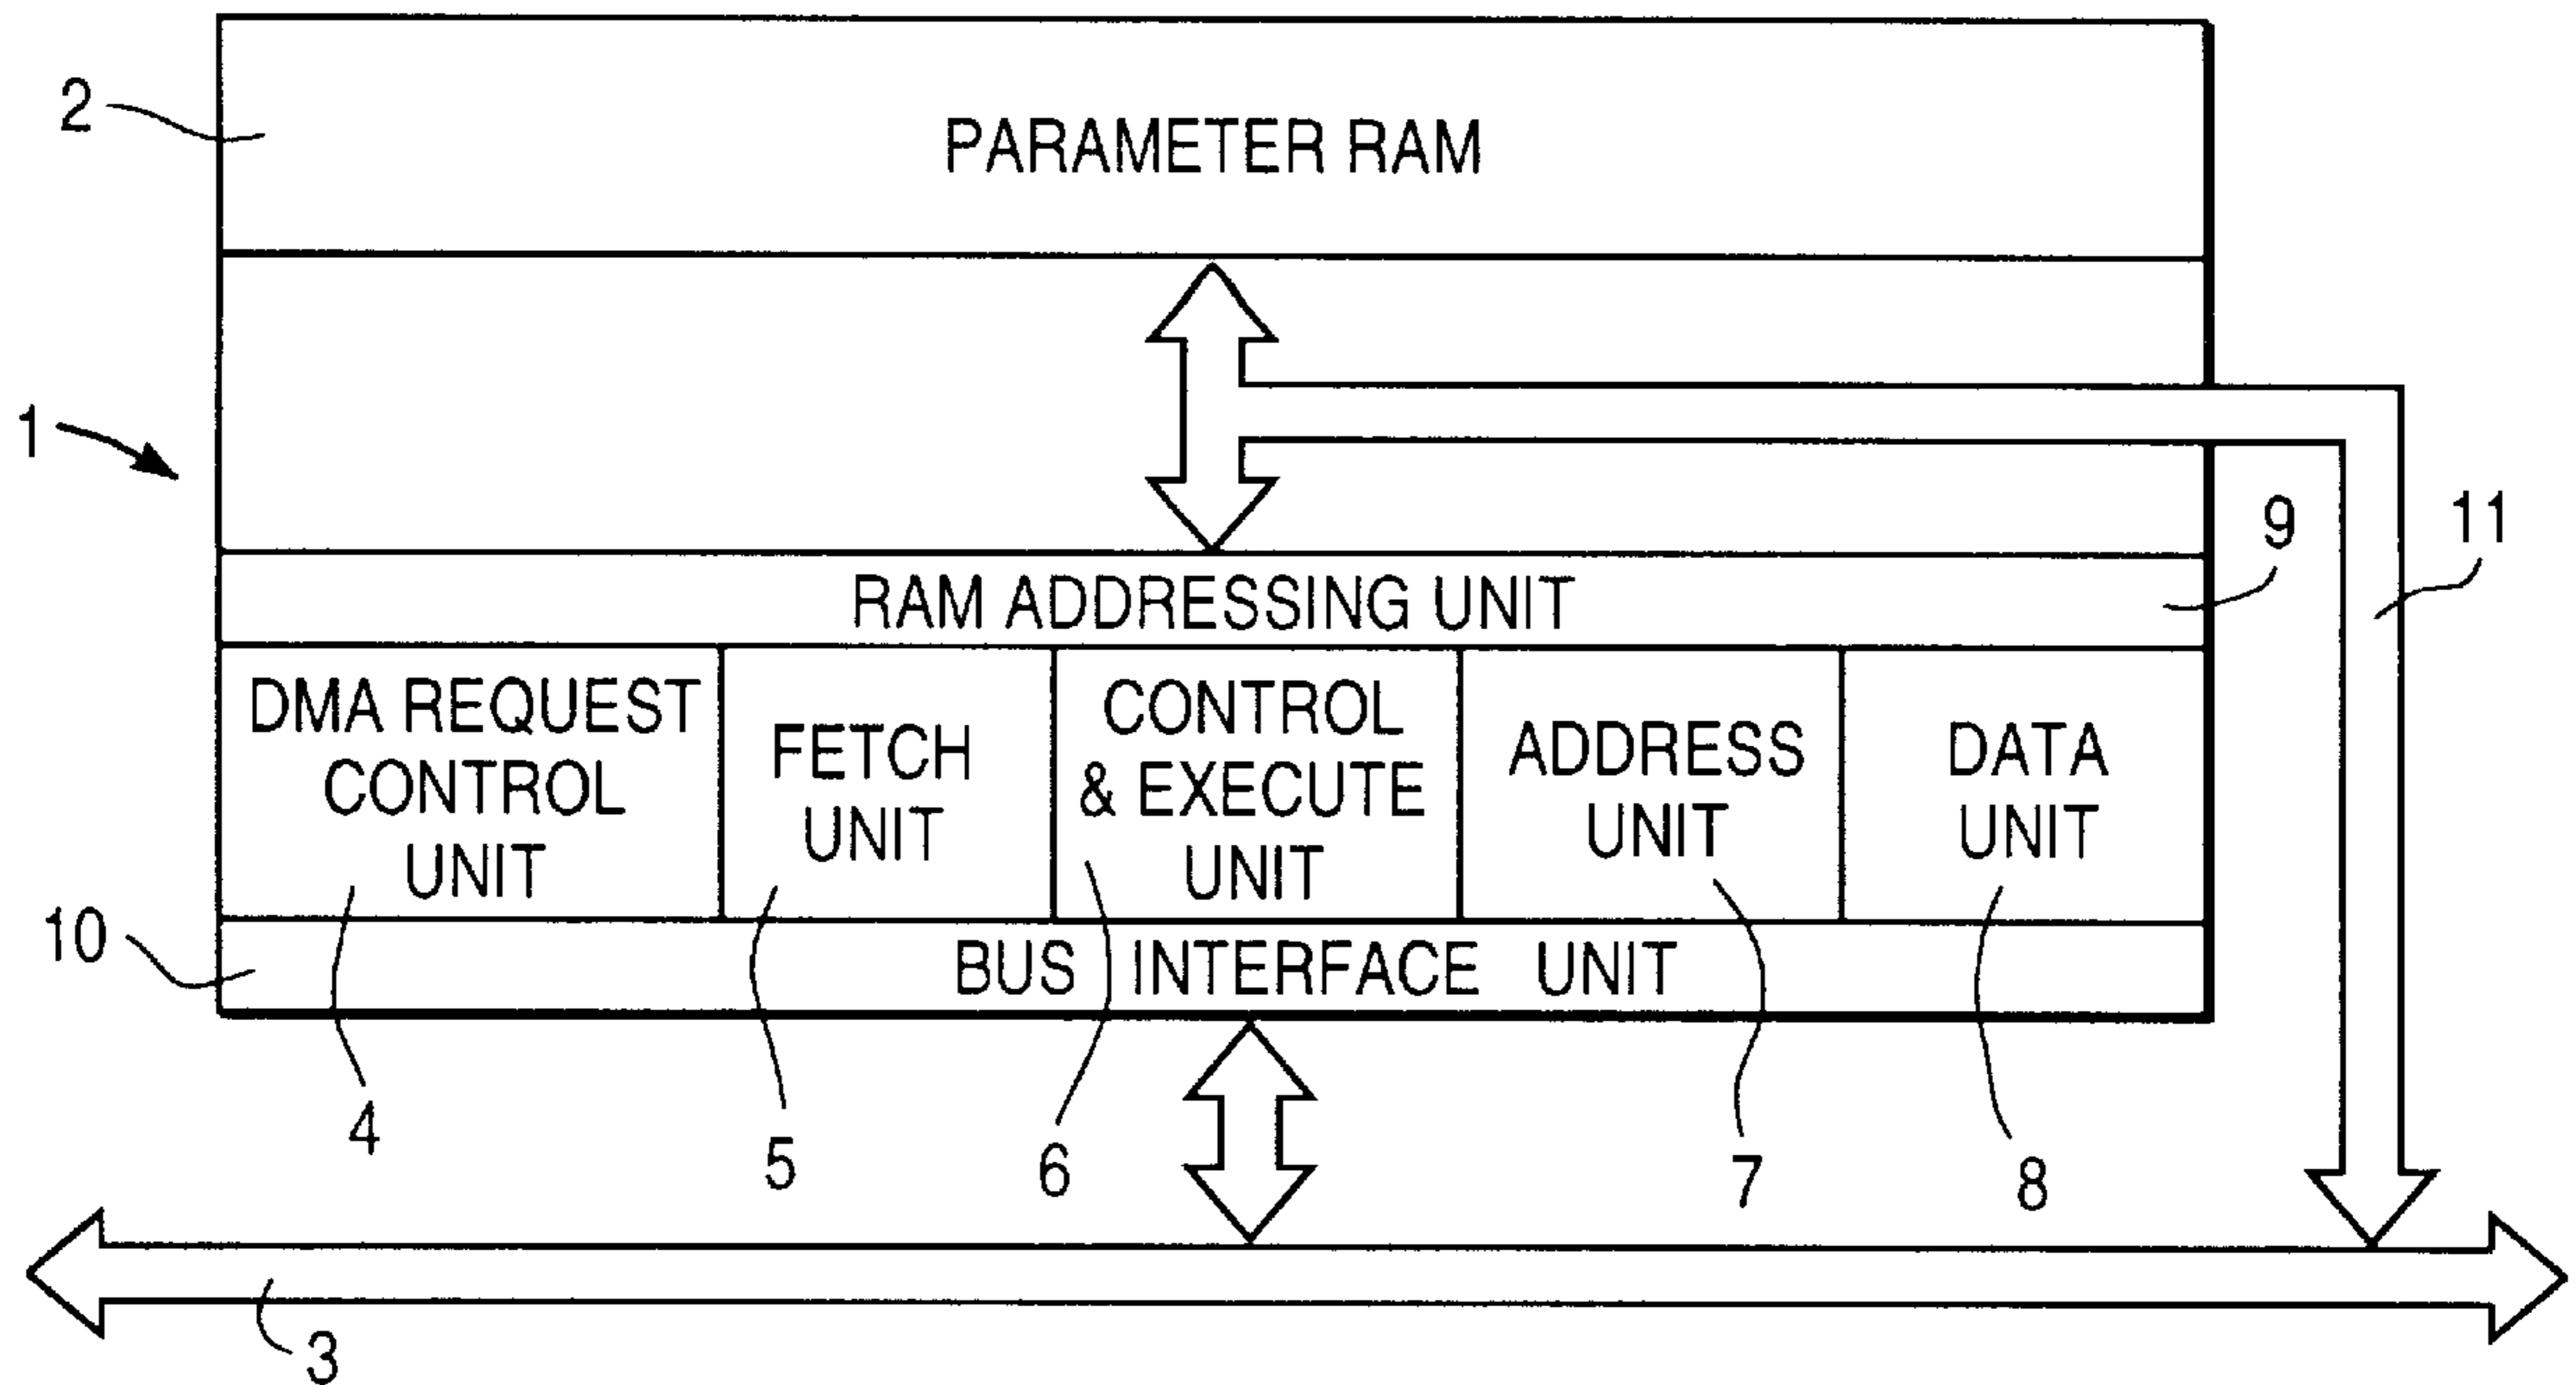 2
PARAMETER RAM
1
9
11
RAM ADDRESSING UNIT
DMA REQUEST
CONTROL
UNIT
FETCH
UNIT
CONTROL
& EXECUTE
UNIT
ADDRESS
UNIT
DATA
UNIT
10
BUS INTERFACE UNIT
4
5
6
7
8
3